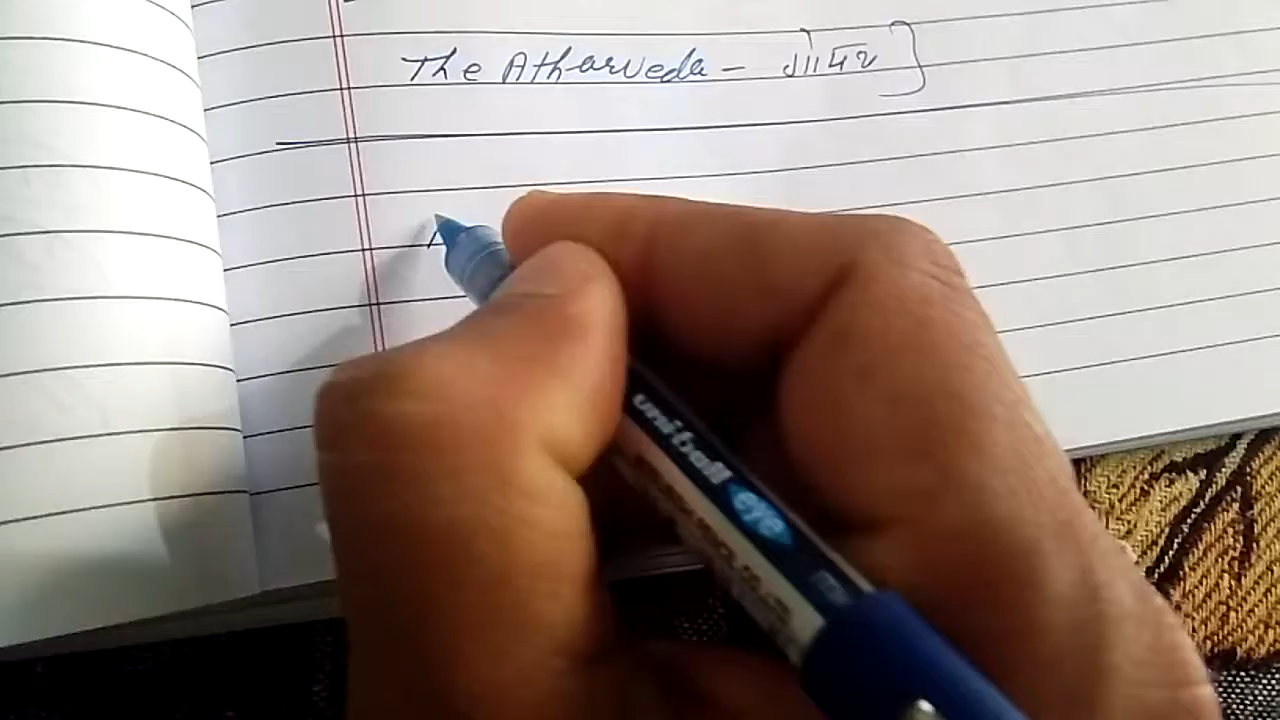 The Atharveda –
uniball
eye